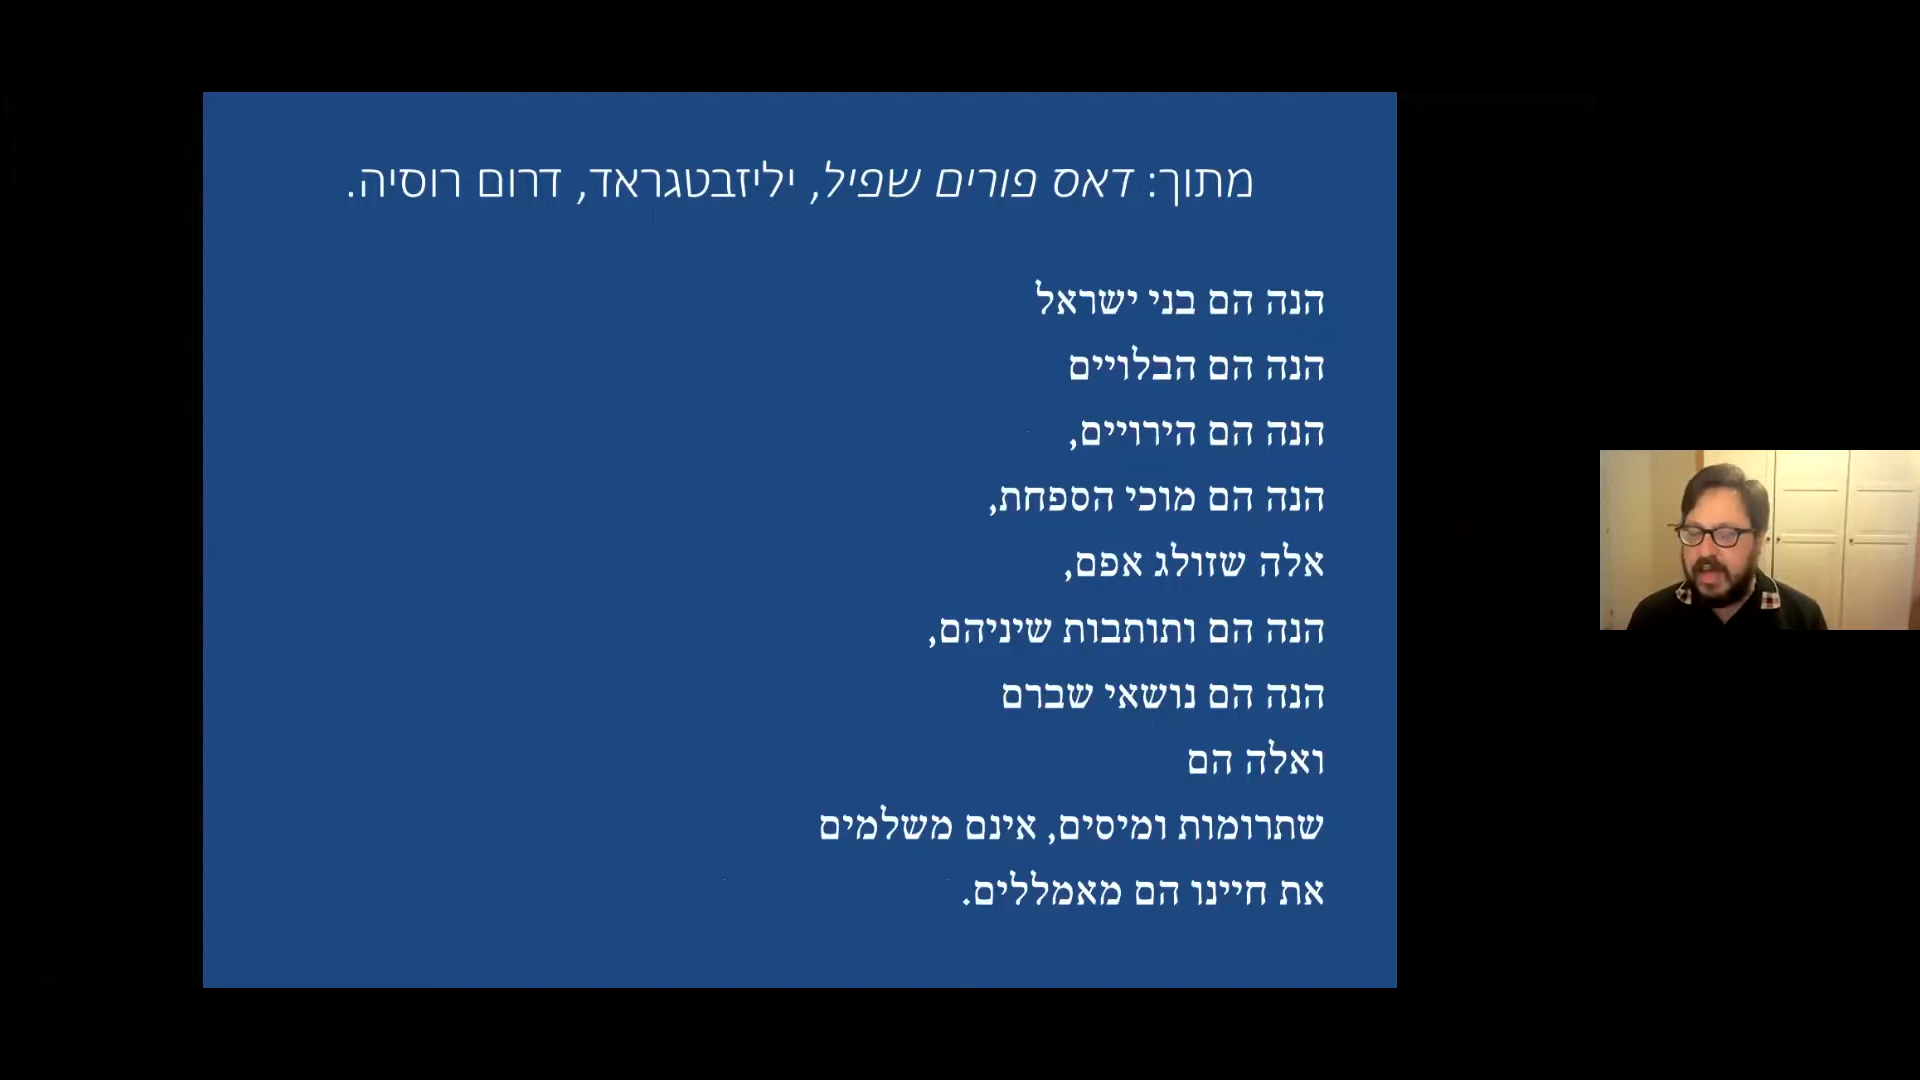 מתוך: דאס פורים שפיל, יליזבטגראד, דרום רוסיה.
הנה הם בני ישראל
הנה הם הבלויים
הנה הם הירויים,
הנה הם מוכי הספחת,
אלה שזולג אפם,
הנה הם ותותבות שיניהם,
הנה הם נושאי שברם
ואלה הם
שתרומות ומיסים, אינם משלמים
את חיינו הם מאמללים.